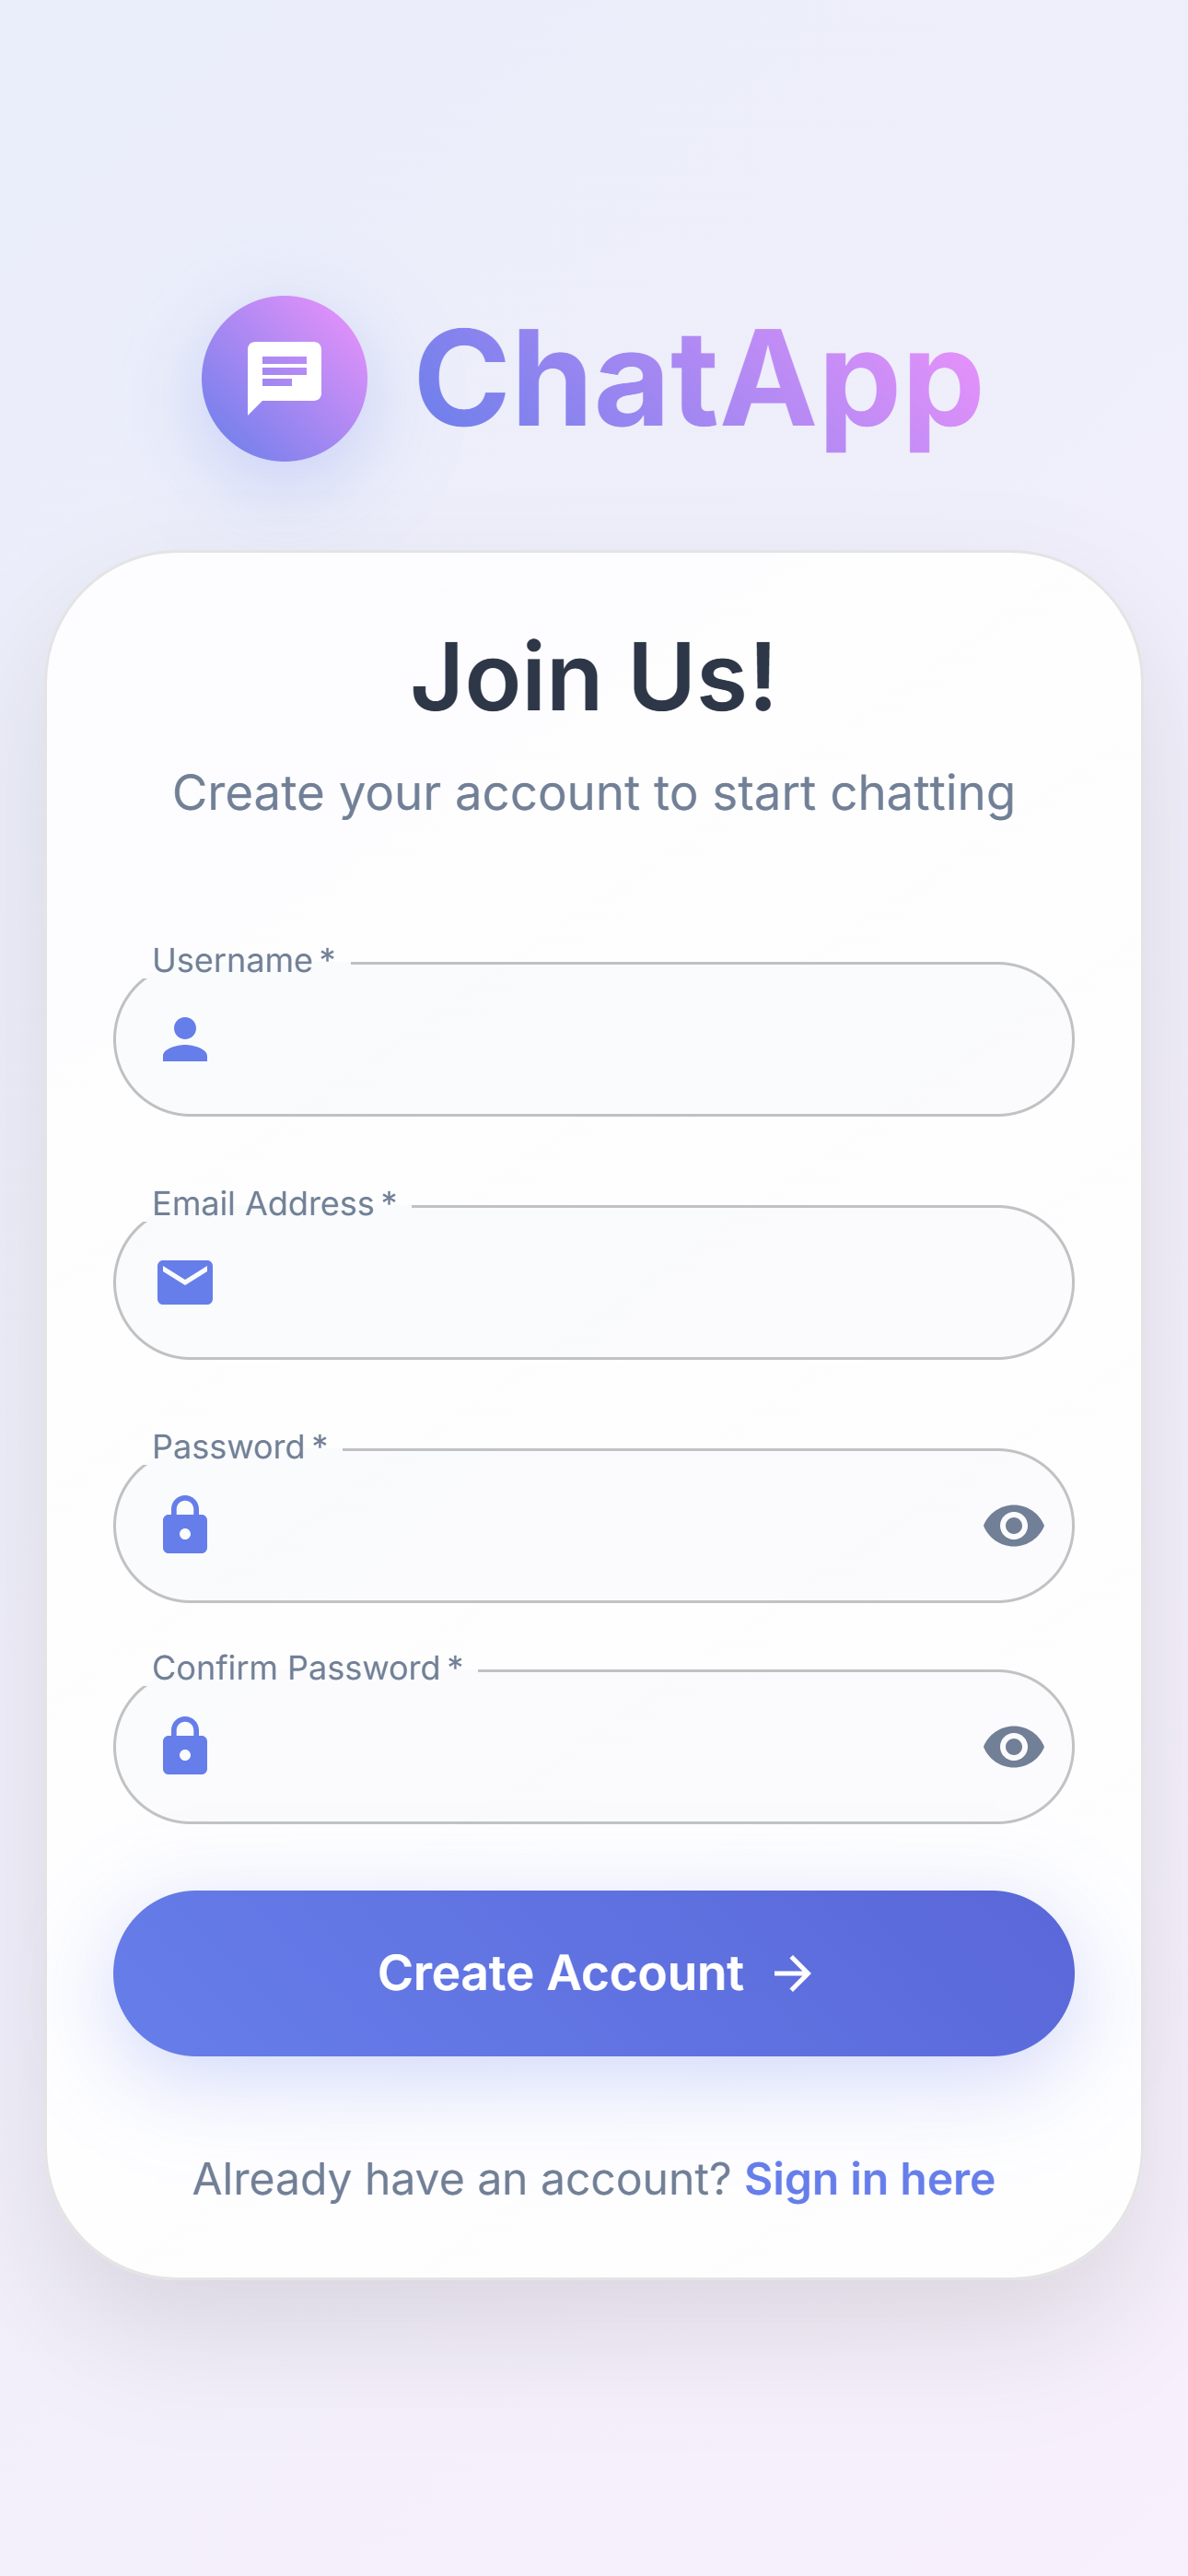 ChatApp
Join Us!
Create your account to start chatting
Username *
Email Address *
Password *
Confirm Password *
Create Account →
Already have an account? Sign in here